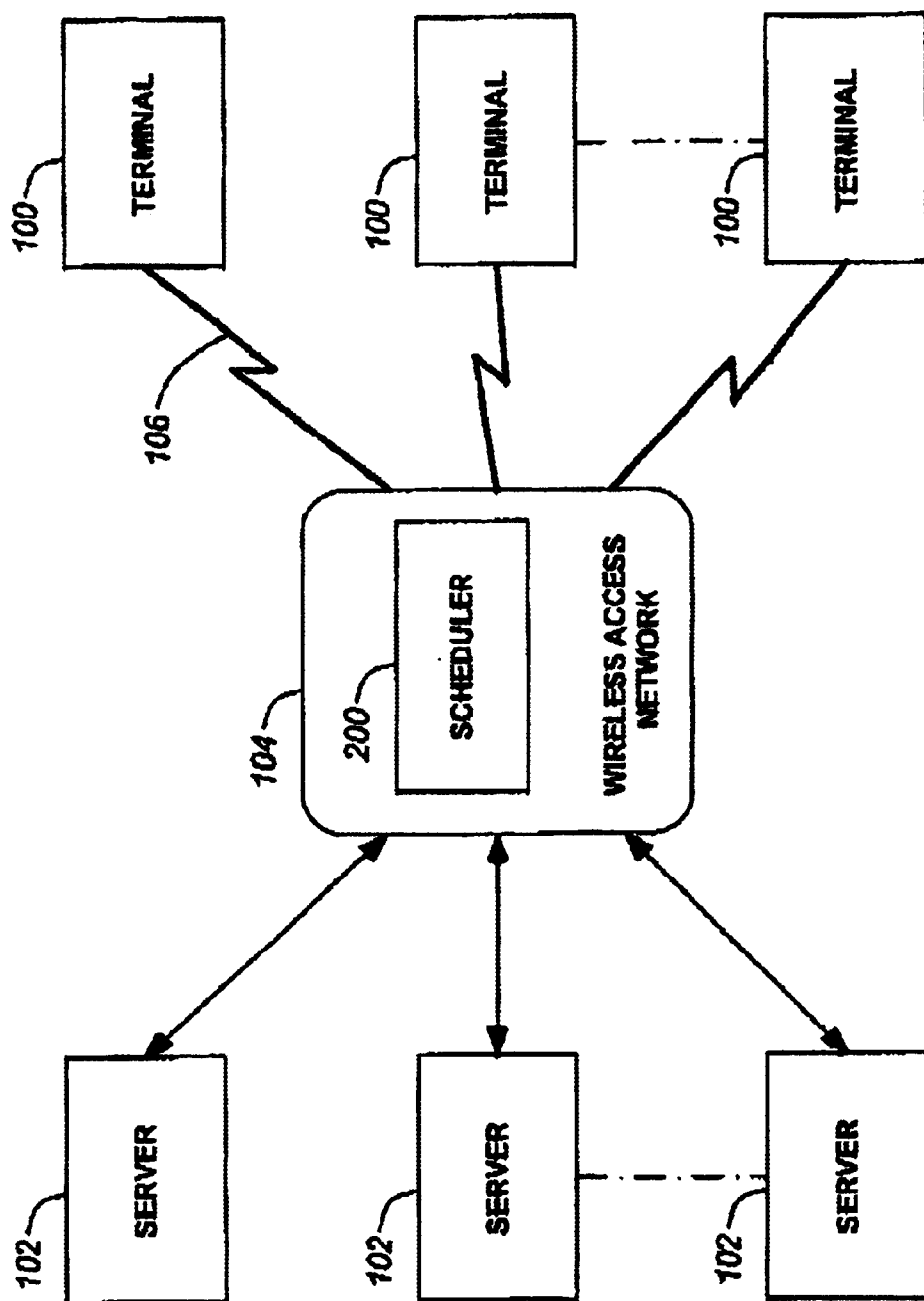 102
SERVER
102
SERVER
102
SERVER
104
200
SCHEDULER
WIRELESS ACCESS
NETWORK
106
100
TERMINAL
100
TERMINAL
100
TERMINAL